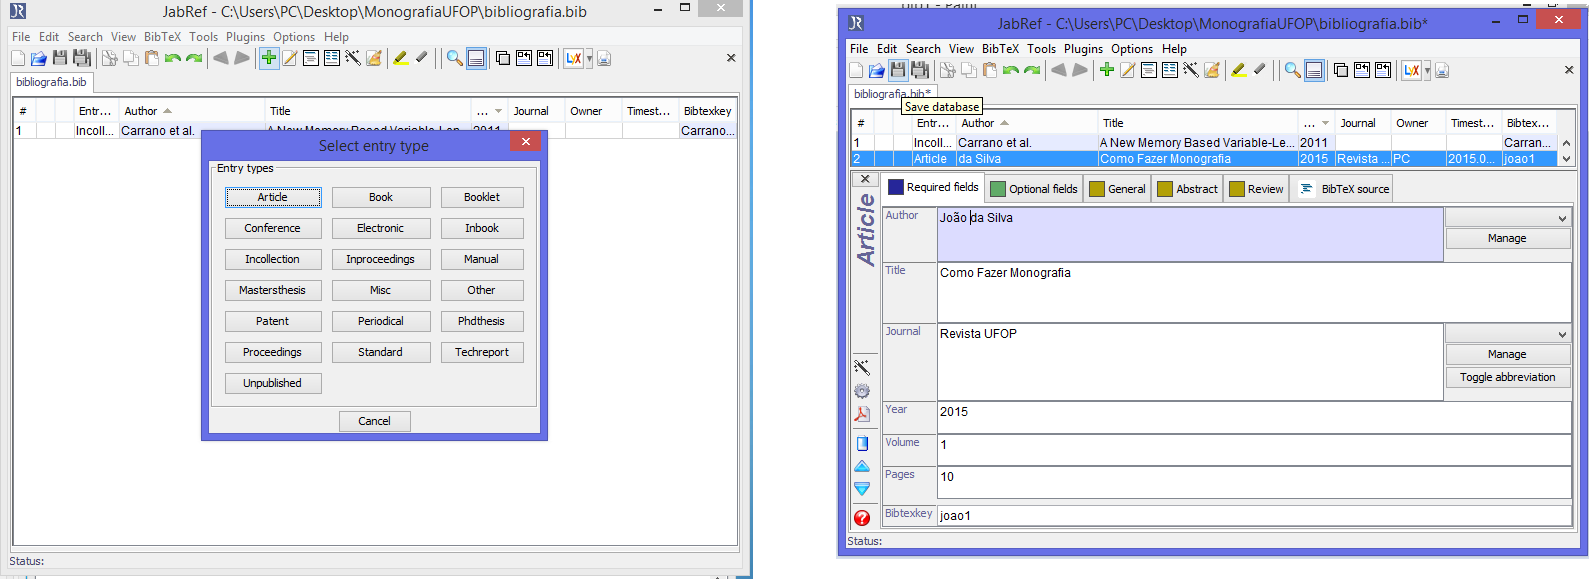 JabRef - C:\Users\PC\Desktop\MonografiaUFOP\bibliografia.bib
File Edit Search View BibTeX Tools Plugins Options Help
bibliografia.bib
# Entr... Author Title ... Journal Owner Timest... Bibtexkey
1 Incoll... Carrano et al. A New Memory Based Variable-Len... 2011 Carrano...
Select entry type
Entry types
Article Book Booklet
Conference Electronic Inbook
Incollection Inproceedings Manual
Mastersthesis Misc Other
Patent Periodical Phdthesis
Proceedings Standard Techreport
Unpublished
Cancel
Status:
JabRef - C:\Users\PC\Desktop\MonografiaUFOP\bibliografia.bib*
File Edit Search View BibTeX Tools Plugins Options Help
bibliografia.bib*
Save database
# Entr... Author Title ... Journal Owner Timest... Bibtex...
1 Incoll... Carrano et al. A New Memory Based Variable-Le... 2011 Carran...
2 Article da Silva Como Fazer Monografia 2015 Revista ... PC 2015.0... joao1
Required fields Optional fields General Abstract Review BibTeX source
Article
Author João da Silva
Manage
Title Como Fazer Monografia
Journal Revista UFOP
Manage
Toggle abbreviation
Year 2015
Volume 1
Pages 10
Bibtexkey joao1
Status: